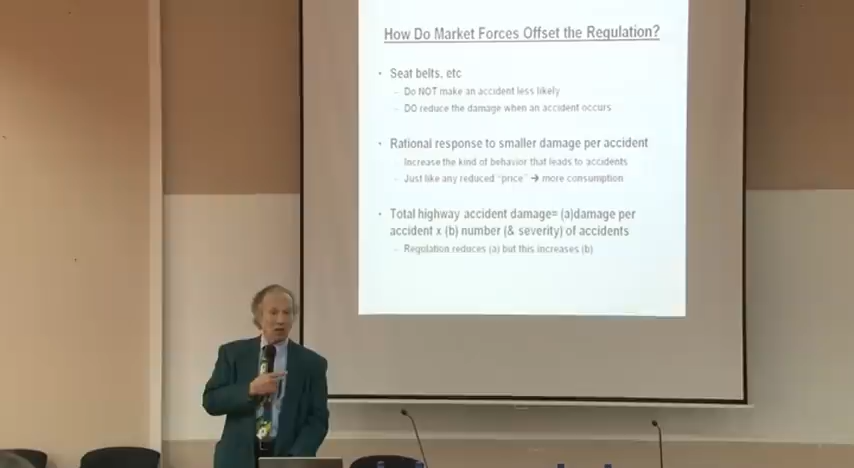 How Do Market Forces Offset the Regulation?
• Seat belts, etc
– Do NOT make an accident less likely
– DO reduce the damage when an accident occurs
• Rational response to smaller damage per accident
– Increase the kind of behavior that leads to accidents
– Just like any reduced "price" → more consumption
• Total highway accident damage= (a)damage per
accident x (b) number (& severity) of accidents
– Regulation reduces (a) but this increases (b)